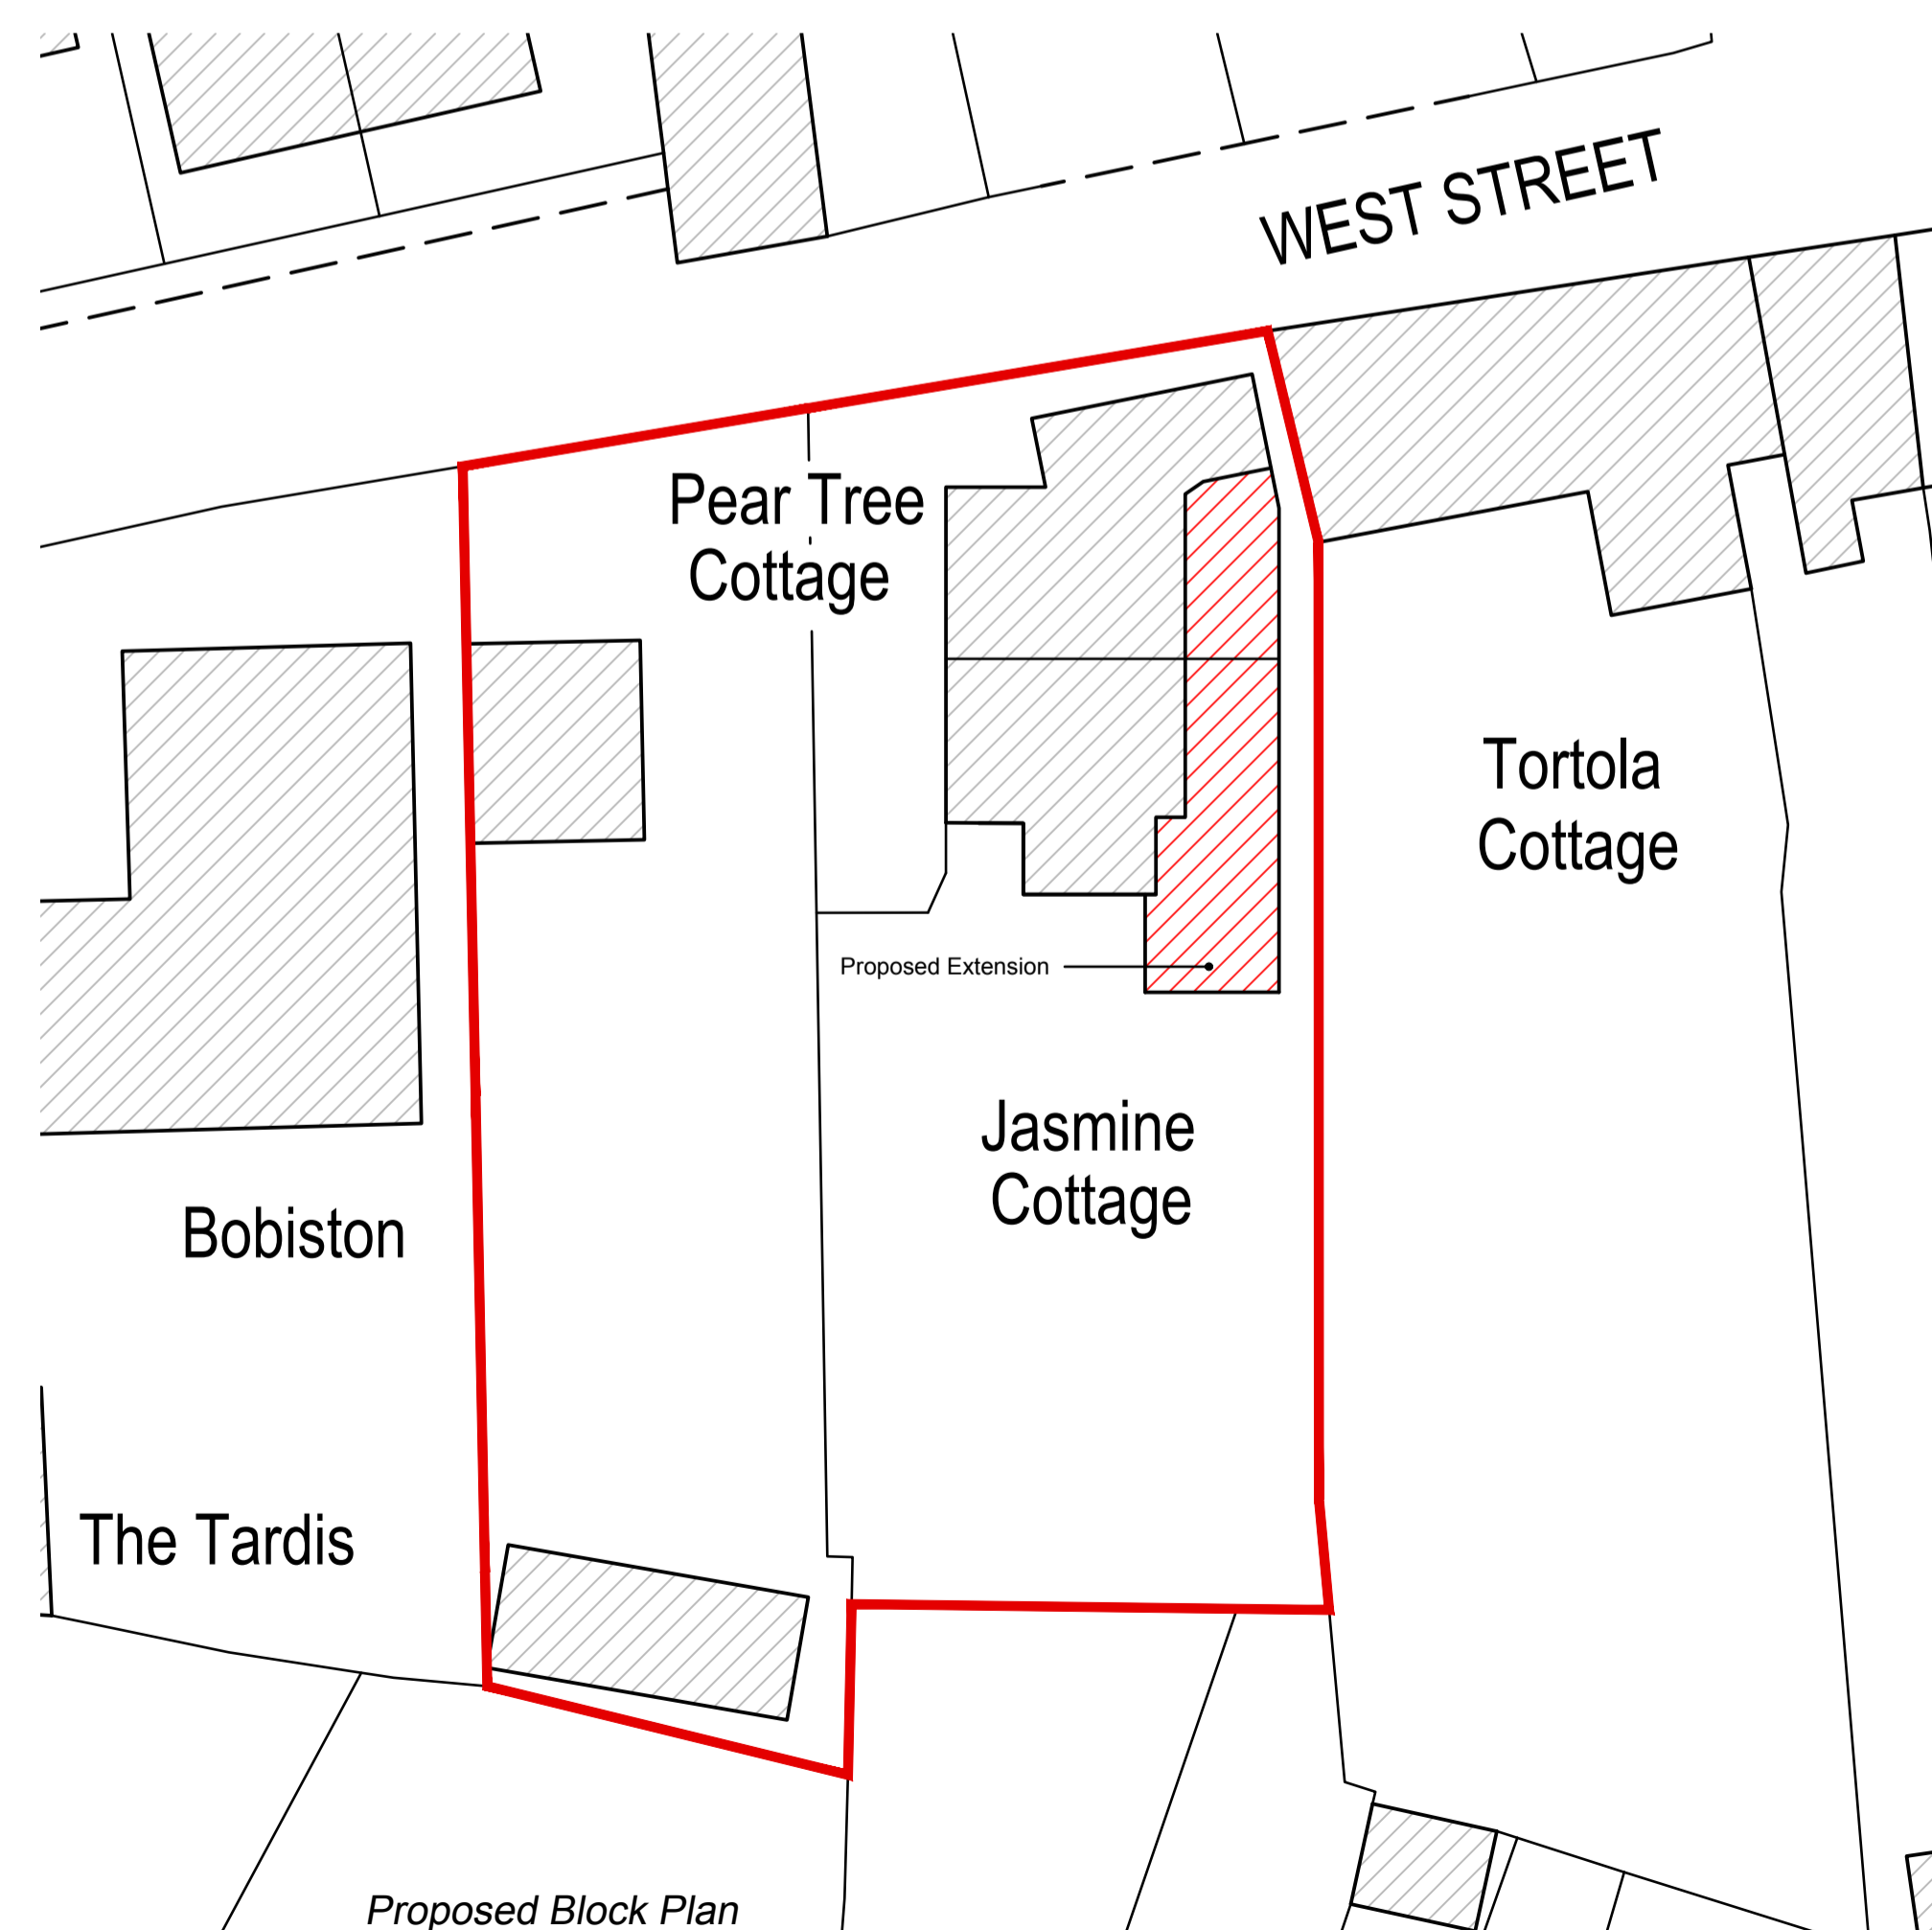 WEST STREET
Pear Tree
Cottage
Tortola
Cottage
Proposed Extension
Jasmine
Cottage
Bobiston
The Tardis
Proposed Block Plan